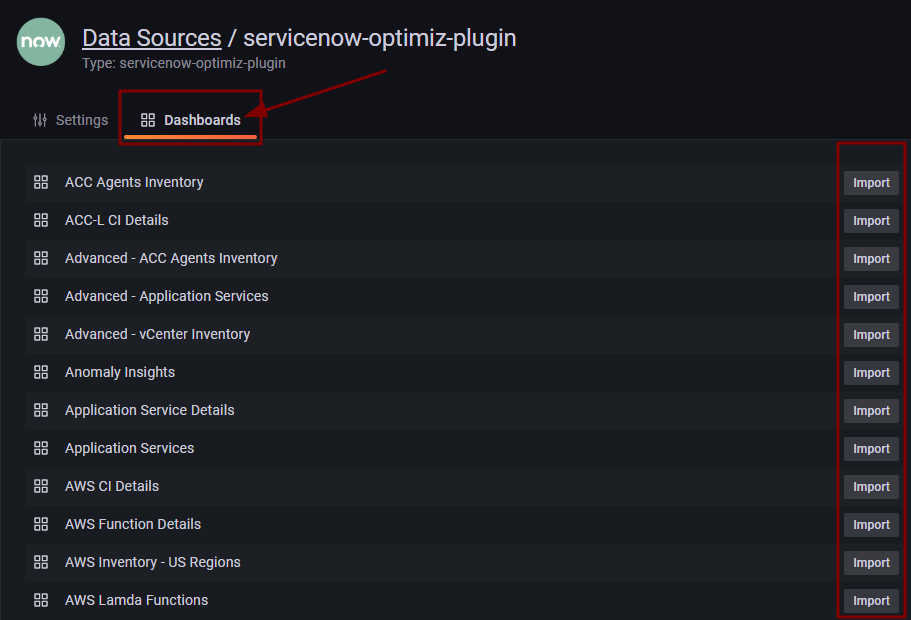 now
Data Sources / servicenow-optimiz-plugin
Type: servicenow-optimiz-plugin
Settings Dashboards
ACC Agents Inventory Import
ACC-L CI Details Import
Advanced - ACC Agents Inventory Import
Advanced - Application Services Import
Advanced - vCenter Inventory Import
Anomaly Insights Import
Application Service Details Import
Application Services Import
AWS CI Details Import
AWS Function Details Import
AWS Inventory - US Regions Import
AWS Lamda Functions Import